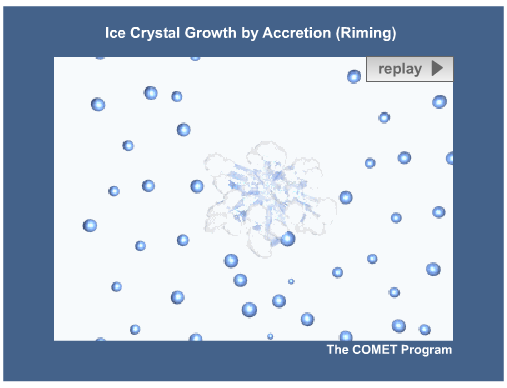 Ice Crystal Growth by Accretion (Riming)
replay
The COMET Program